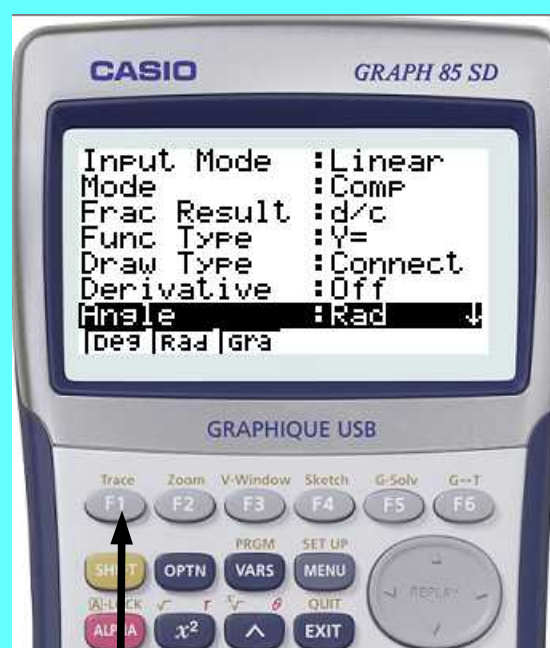 CASIO GRAPH 85 SD
Input Mode :Linear
Mode :Comp
Frac Result :d/c
Func Type :Y=
Draw Type :Connect
Derivative :Off
Angle :Rad ↓
Deg Rad Gra
GRAPHIQUE USB
Trace Zoom V-Window Sketch G-Solv G↔T
F1 F2 F3 F4 F5 F6
PRGM SET UP
SHIFT OPTN VARS MENU
REPLAY
A-LOCK √ r θ QUIT
ALPHA x² ^ EXIT